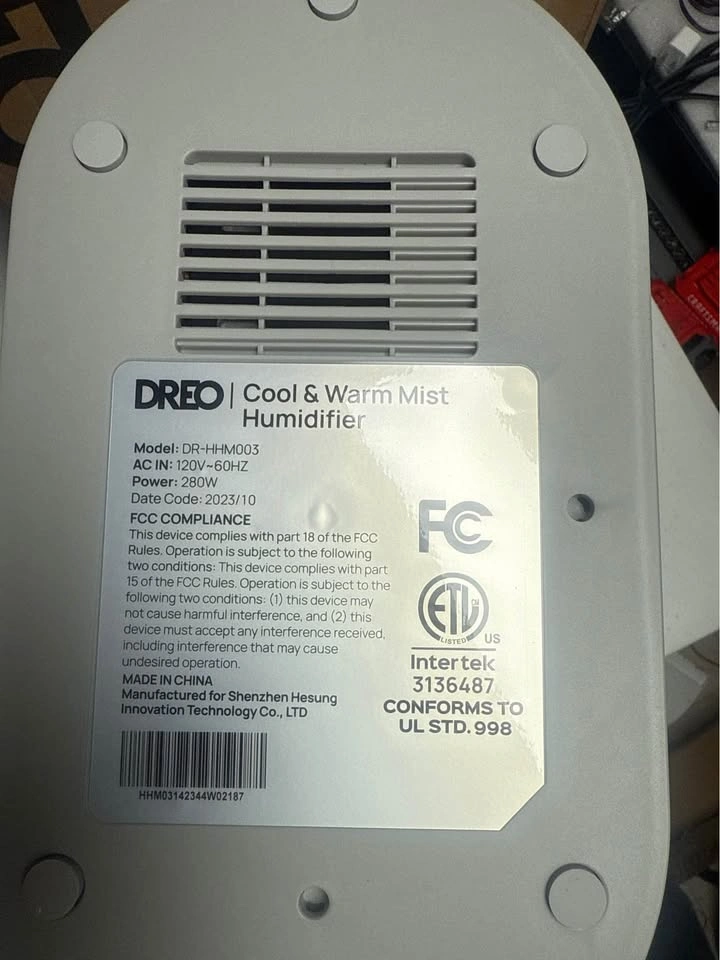 DREO | Cool & Warm Mist
Humidifier
Model: DR-HHM003
AC IN: 120V~60HZ
Power: 280W
Date Code: 2023/10
FCC COMPLIANCE
This device complies with part 18 of the FCC
Rules. Operation is subject to the following
two conditions: This device complies with part
15 of the FCC Rules. Operation is subject to the
following two conditions: (1) this device may
not cause harmful interference, and (2) this
device must accept any interference received,
including interference that may cause
undesired operation.
MADE IN CHINA
Manufactured for Shenzhen Hesung
Innovation Technology Co., LTD
HHM03142344W02187
FC
ETL
LISTED
US
Intertek
3136487
CONFORMS TO
UL STD. 998